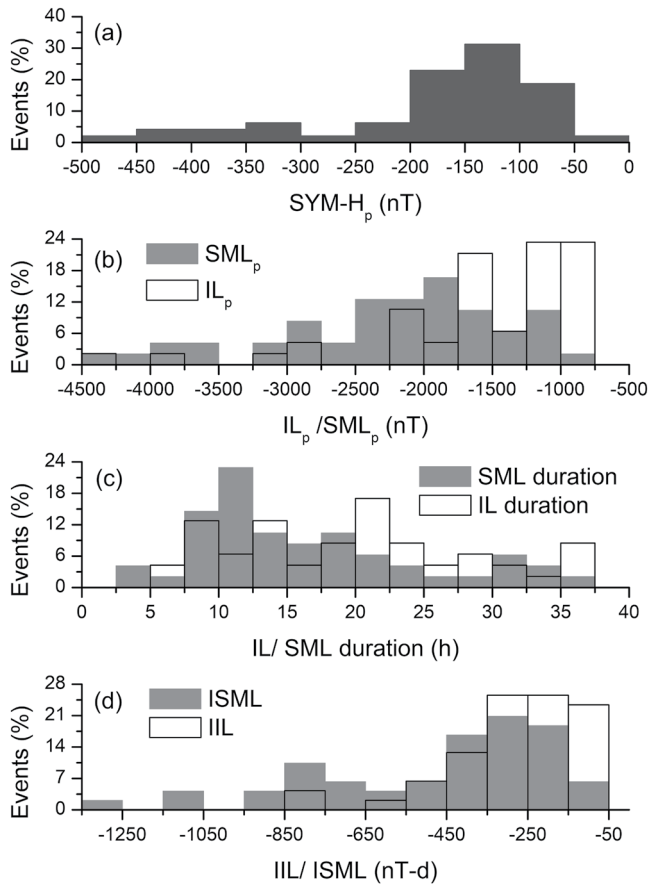 (a)
Events (%)
40
30
20
10
0
-500 -450 -400 -350 -300 -250 -200 -150 -100 -50 0
SYM-Hp (nT)
(b)
SMLp
ILp
Events (%)
24
18
12
6
0
-4500 -4000 -3500 -3000 -2500 -2000 -1500 -1000 -500
ILp /SMLp (nT)
(c)
SML duration
IL duration
Events (%)
24
18
12
6
0
0 5 10 15 20 25 30 35 40
IL/ SML duration (h)
(d)
ISML
IIL
Events (%)
28
21
14
7
0
-1250 -1050 -850 -650 -450 -250 -50
IIL/ ISML (nT-d)